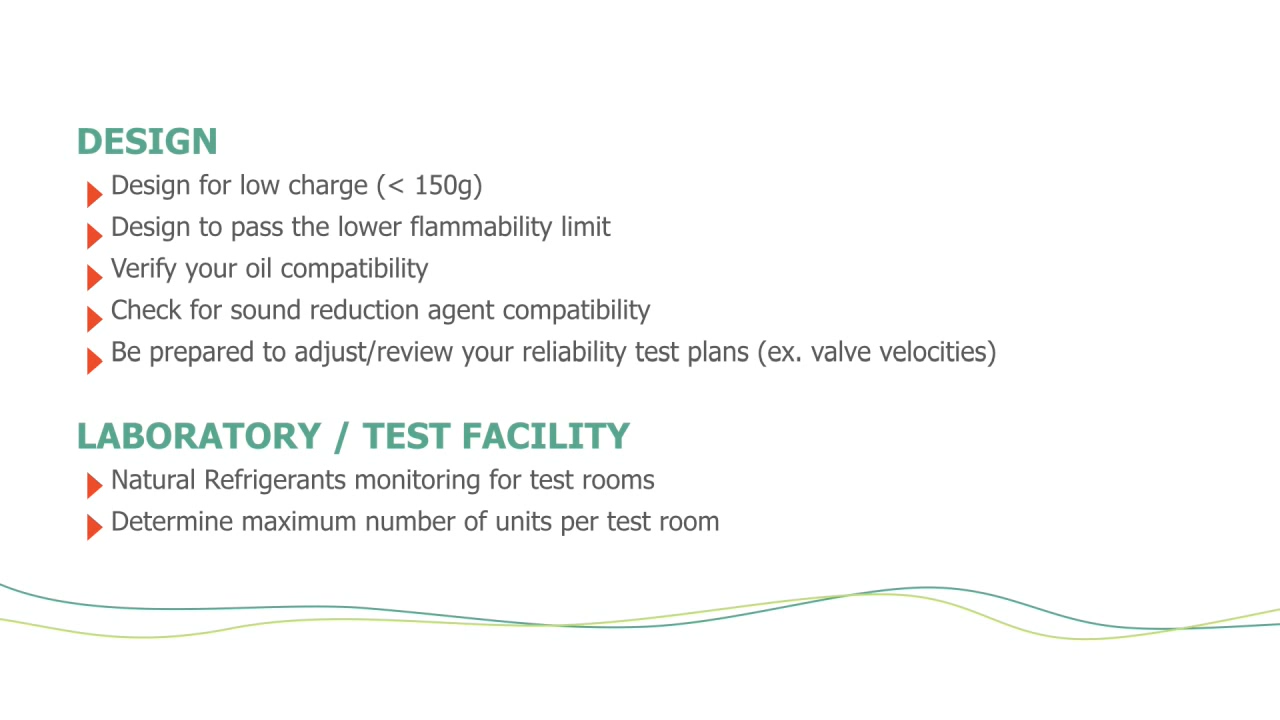 DESIGN
Design for low charge (< 150g)
Design to pass the lower flammability limit
Verify your oil compatibility
Check for sound reduction agent compatibility
Be prepared to adjust/review your reliability test plans (ex. valve velocities)
LABORATORY / TEST FACILITY
Natural Refrigerants monitoring for test rooms
Determine maximum number of units per test room